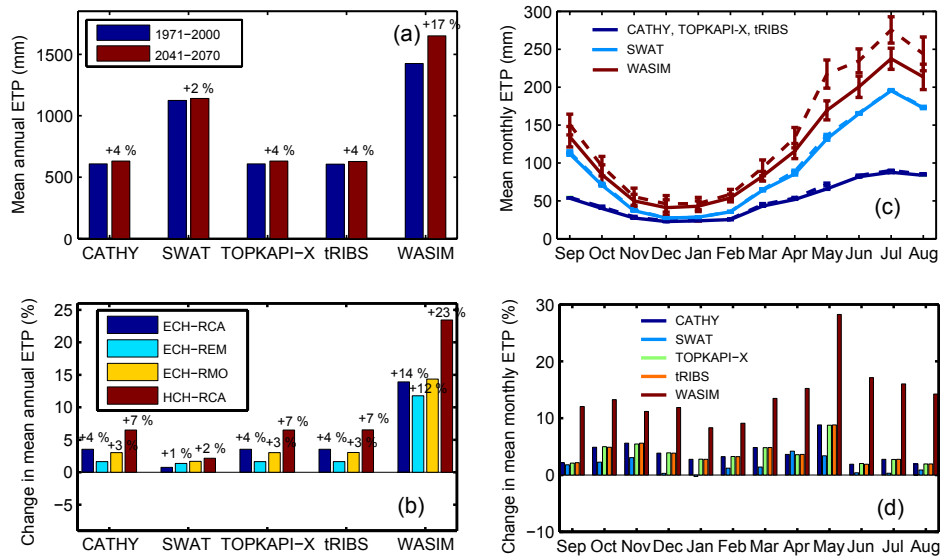 (a)
Mean annual ETP (mm)
1500
1000
500
0
1971−2000
2041−2070
+4 %
+2 %
+4 %
+4 %
+17 %
CATHY SWAT TOPKAPI−X tRIBS WASIM
(c)
Mean monthly ETP (mm)
300
250
200
150
100
50
0
CATHY, TOPKAPI-X, tRIBS
SWAT
WASIM
Sep Oct Nov Dec Jan Feb Mar Apr May Jun Jul Aug
(b)
Change in mean annual ETP (%)
25
20
15
10
5
0
−5
ECH−RCA
ECH−REM
ECH−RMO
HCH−RCA
+4 %
+3 %
+7 %
+1 %
+2 %
+4 %
+3 %
+7 %
+4 %
+3 %
+7 %
+14 %
+12 %
+23 %
CATHY SWAT TOPKAPI−X tRIBS WASIM
(d)
Change in mean monthly ETP (%)
30
20
10
0
−10
CATHY
SWAT
TOPKAPI−X
tRIBS
WASIM
Sep Oct Nov Dec Jan Feb Mar Apr May Jun Jul Aug